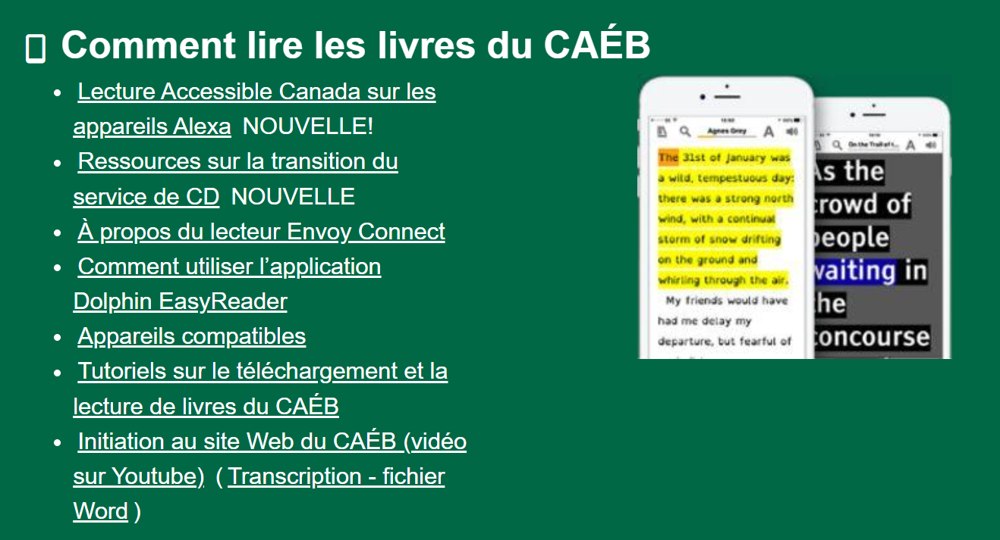 Comment lire les livres du CAÉB
Lecture Accessible Canada sur les
appareils Alexa NOUVELLE!
Ressources sur la transition du
service de CD NOUVELLE
À propos du lecteur Envoy Connect
Comment utiliser l’application
Dolphin EasyReader
Appareils compatibles
Tutoriels sur le téléchargement et la
lecture de livres du CAÉB
Initiation au site Web du CAÉB (vidéo
sur Youtube) (Transcription - fichier
Word)
Agnes Grey A
The 31st of January was
a wild, tempestuous day:
there was a strong north
wind, with a continual
storm of snow drifting
on the ground and
whirling through the air.
My friends would have
had me delay my
departure, but fearful of
On the Trail of t... A
As the
crowd of
people
waiting in
the
concourse